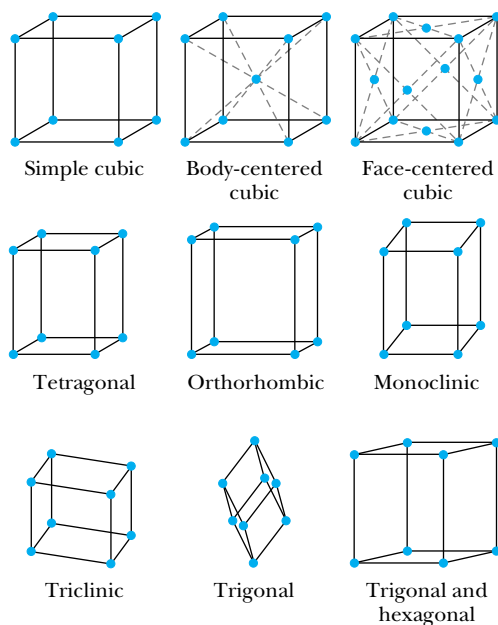 Simple cubic
Body-centered
cubic
Face-centered
cubic
Tetragonal
Orthorhombic
Monoclinic
Triclinic
Trigonal
Trigonal and
hexagonal